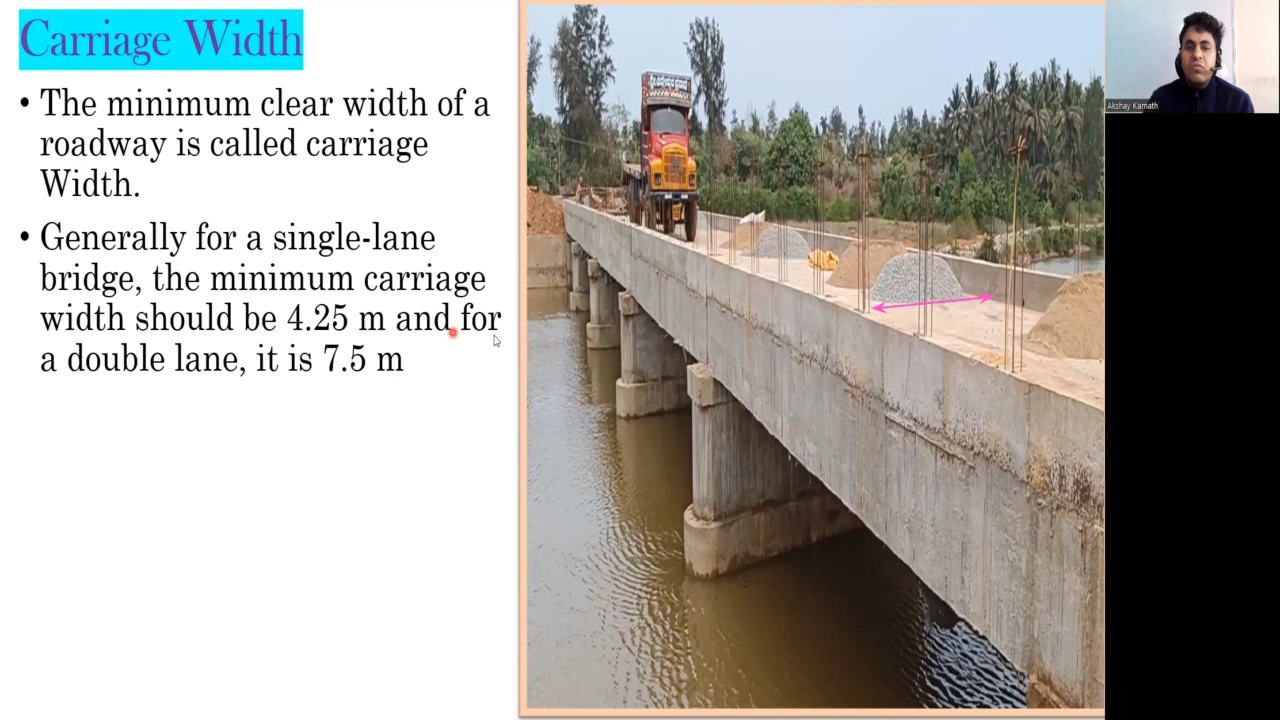 Carriage Width
• The minimum clear width of a
roadway is called carriage
Width.
• Generally for a single-lane
bridge, the minimum carriage
width should be 4.25 m and for
a double lane, it is 7.5 m
Akshay Kamath